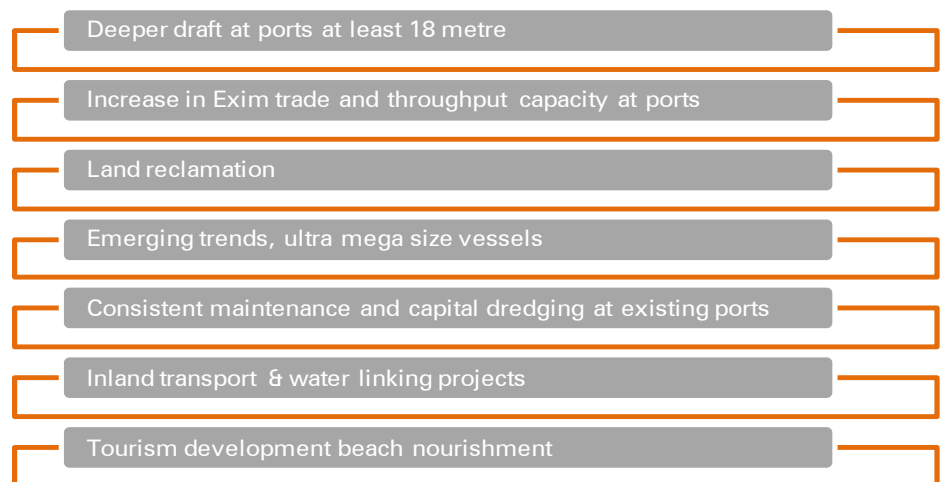 Deeper draft at ports at least 18 metre
Increase in Exim trade and throughput capacity at ports
Land reclamation
Emerging trends, ultra mega size vessels
Consistent maintenance and capital dredging at existing ports
Inland transport & water linking projects
Tourism development beach nourishment